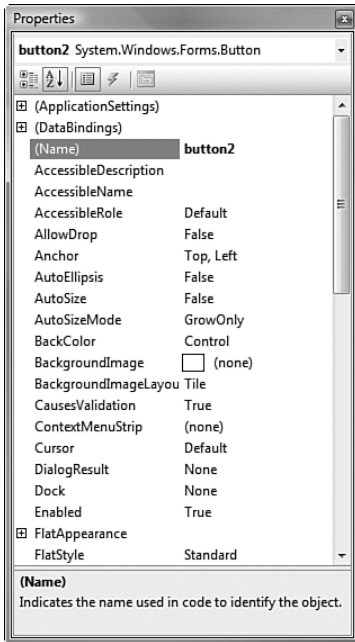 Properties
button2 System.Windows.Forms.Button
(ApplicationSettings)
(DataBindings)
(Name) button2
AccessibleDescription
AccessibleName
AccessibleRole Default
AllowDrop False
Anchor Top, Left
AutoEllipsis False
AutoSize False
AutoSizeMode GrowOnly
BackColor Control
BackgroundImage (none)
BackgroundImageLayou Tile
CausesValidation True
ContextMenuStrip (none)
Cursor Default
DialogResult None
Dock None
Enabled True
FlatAppearance
FlatStyle Standard
(Name)
Indicates the name used in code to identify the object.